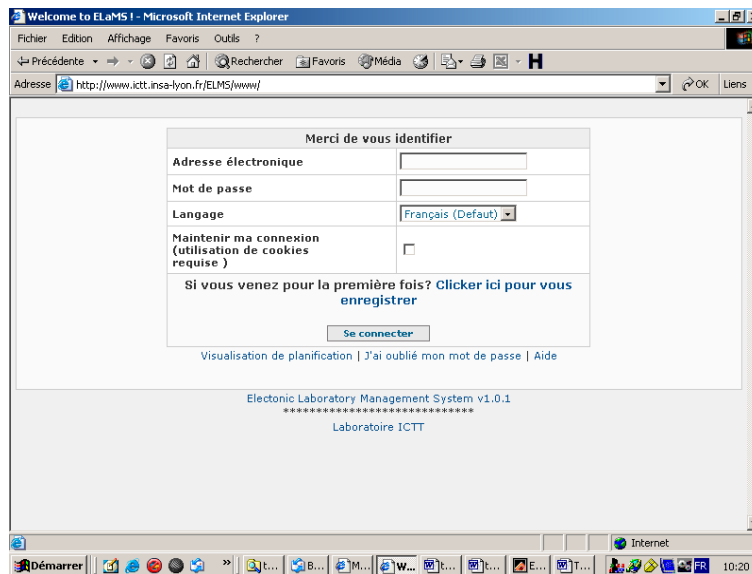 Welcome to ELaMS ! - Microsoft Internet Explorer
Fichier Edition Affichage Favoris Outils ?
Précédente Rechercher Favoris Média H
Adresse http://www.ictt.insa-lyon.fr/ELMS/www/ OK Liens
Merci de vous identifier
Adresse électronique
Mot de passe
Langage Français (Defaut)
Maintenir ma connexion
(utilisation de cookies
requise )
Si vous venez pour la première fois? Clicker ici pour vous
enregistrer
Se connecter
Visualisation de planification | J'ai oublié mon mot de passe | Aide
Electonic Laboratory Management System v1.0.1
*****************************
Laboratoire ICTT
Internet
Démarrer » t... B... M... W... t... t... E... T... FR 10:20